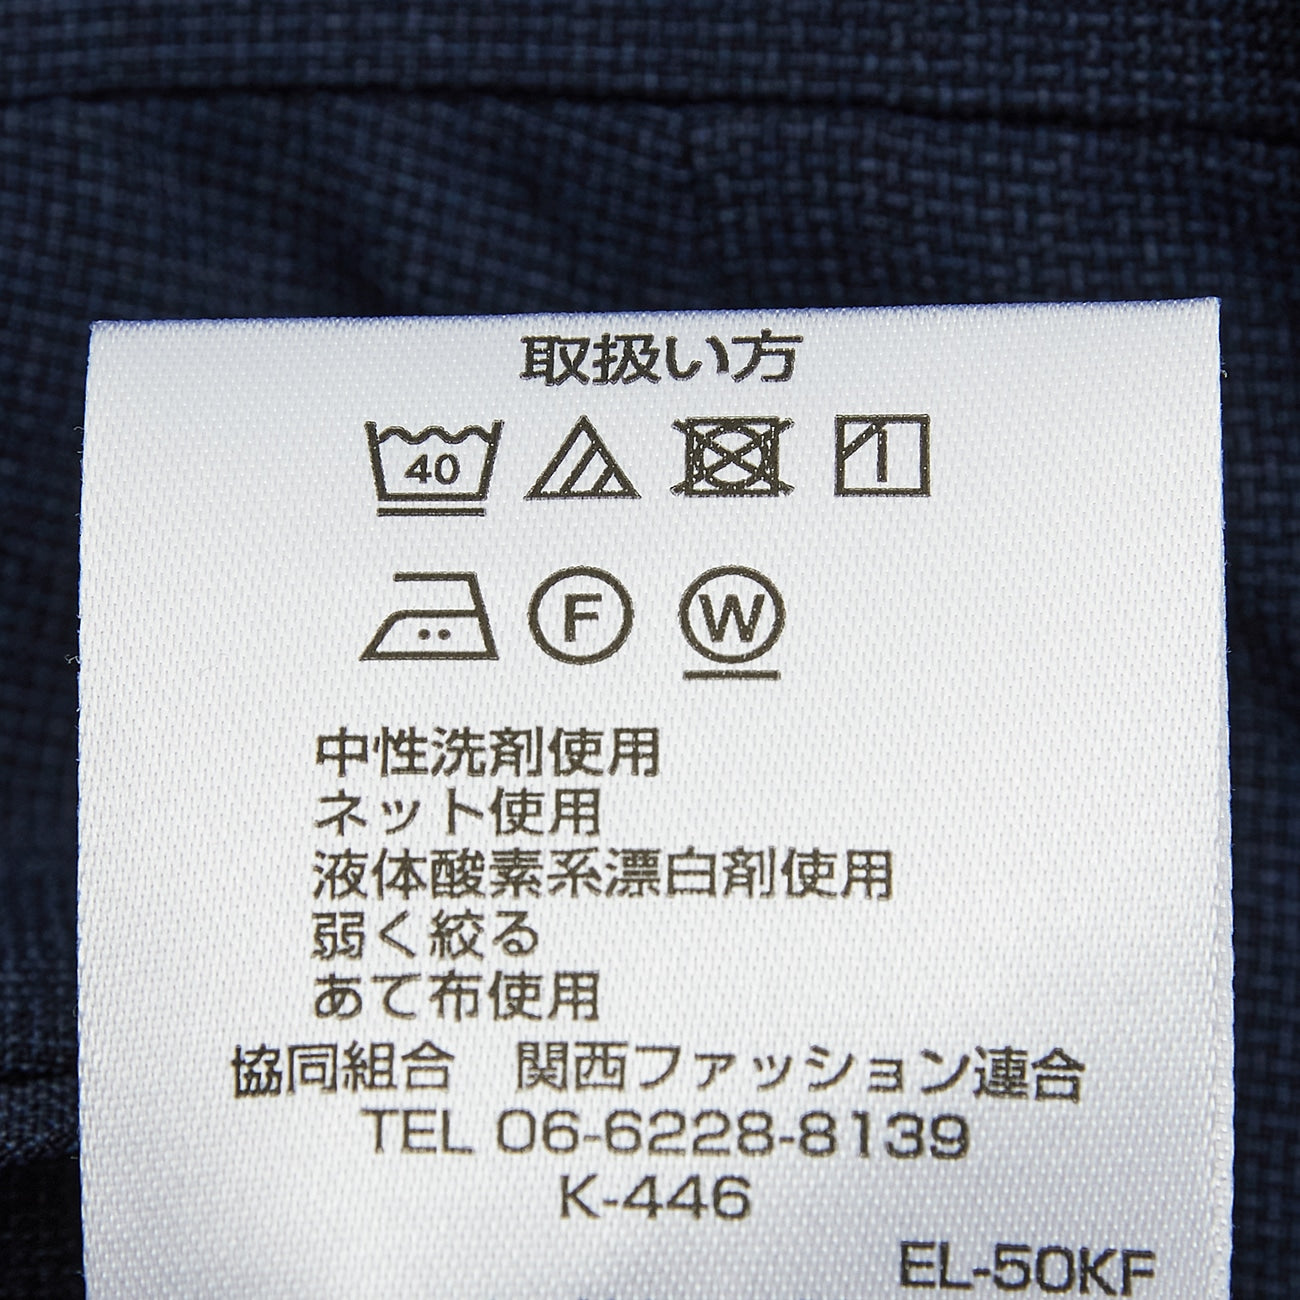 取扱い方
40
F W
中性洗剤使用
ネット使用
液体酸素系漂白剤使用
弱く絞る
あて布使用
協同組合　関西ファッション連合
TEL 06-6228-8139
K-446
EL-50KF